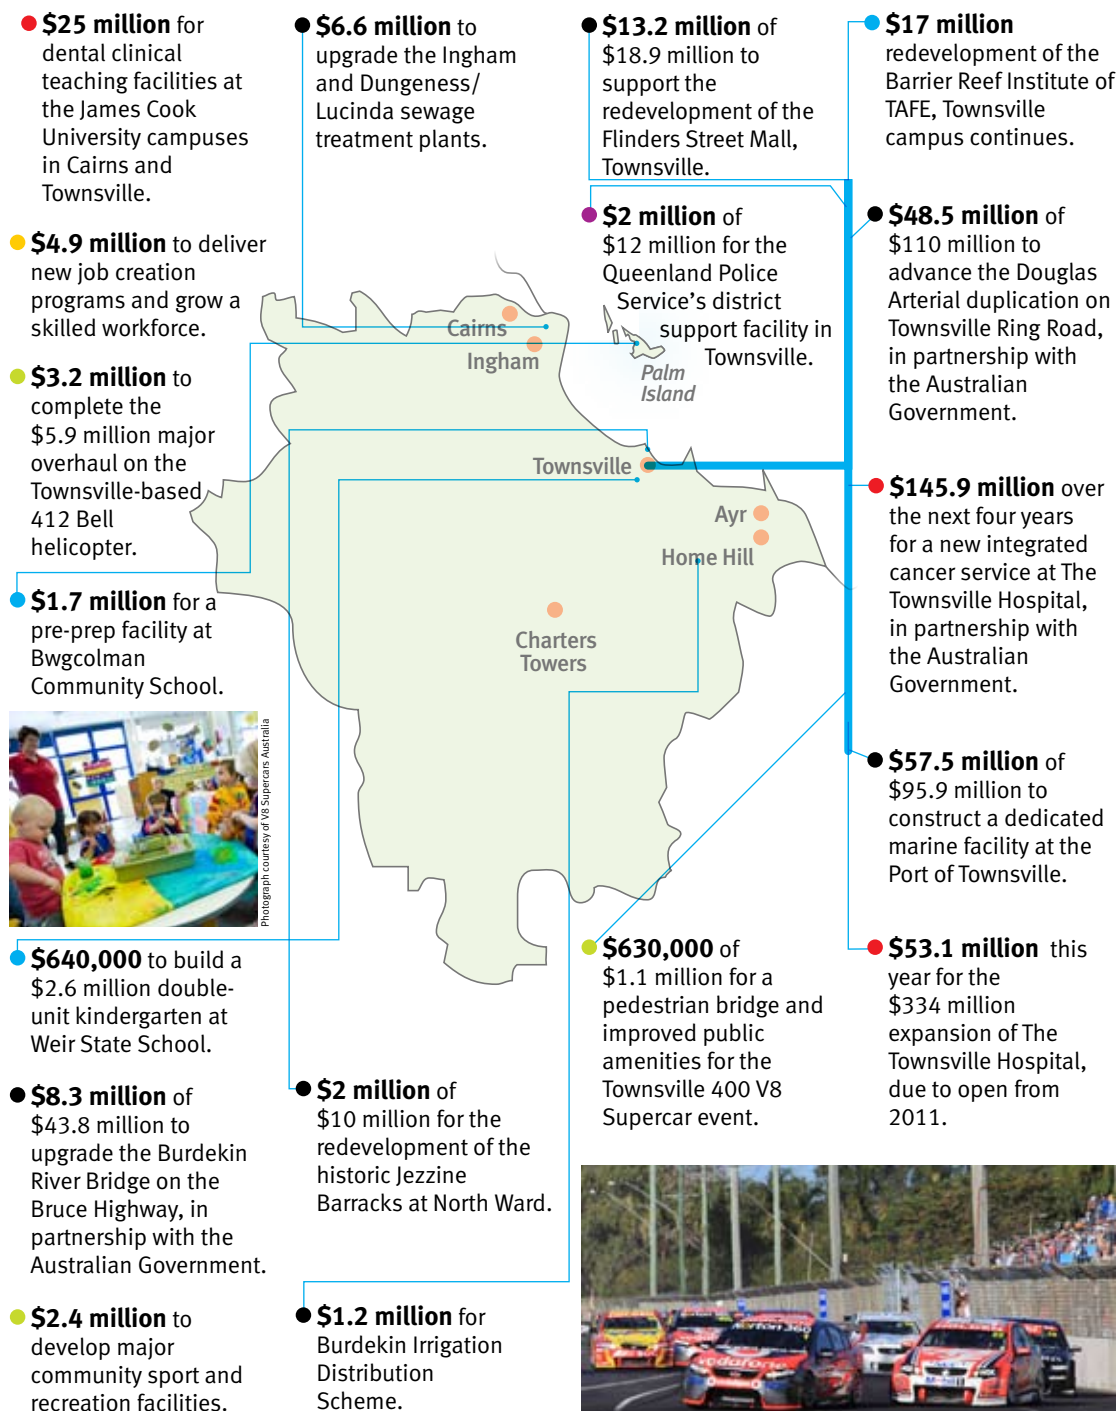 $25 million for
dental clinical
teaching facilities at
the James Cook
University campuses
in Cairns and
Townsville.
$4.9 million to deliver
new job creation
programs and grow a
skilled workforce.
$3.2 million to
complete the
$5.9 million major
overhaul on the
Townsville-based
412 Bell
helicopter.
$1.7 million for a
pre-prep facility at
Bwgcolman
Community School.
Photograph courtesy of V8 Supercars Australia
$640,000 to build a
$2.6 million double-
unit kindergarten at
Weir State School.
$8.3 million of
$43.8 million to
upgrade the Burdekin
River Bridge on the
Bruce Highway, in
partnership with the
Australian Government.
$2.4 million to
develop major
community sport and
recreation facilities.
$6.6 million to
upgrade the Ingham
and Dungeness/
Lucinda sewage
treatment plants.
Cairns
Ingham
Palm
Island
Townsville
Ayr
Home Hill
Charters
Towers
$2 million of
$10 million for the
redevelopment of the
historic Jezzine
Barracks at North Ward.
$1.2 million for
Burdekin Irrigation
Distribution
Scheme.
$13.2 million of
$18.9 million to
support the
redevelopment of the
Flinders Street Mall,
Townsville.
$2 million of
$12 million for the
Queenland Police
Service's district
support facility in
Townsville.
$630,000 of
$1.1 million for a
pedestrian bridge and
improved public
amenities for the
Townsville 400 V8
Supercar event.
$17 million
redevelopment of the
Barrier Reef Institute of
TAFE, Townsville
campus continues.
$48.5 million of
$110 million to
advance the Douglas
Arterial duplication on
Townsville Ring Road,
in partnership with
the Australian
Government.
$145.9 million over
the next four years
for a new integrated
cancer service at The
Townsville Hospital,
in partnership with
the Australian
Government.
$57.5 million of
$95.9 million to
construct a dedicated
marine facility at the
Port of Townsville.
$53.1 million this
year for the
$334 million
expansion of The
Townsville Hospital,
due to open from
2011.
vodafone